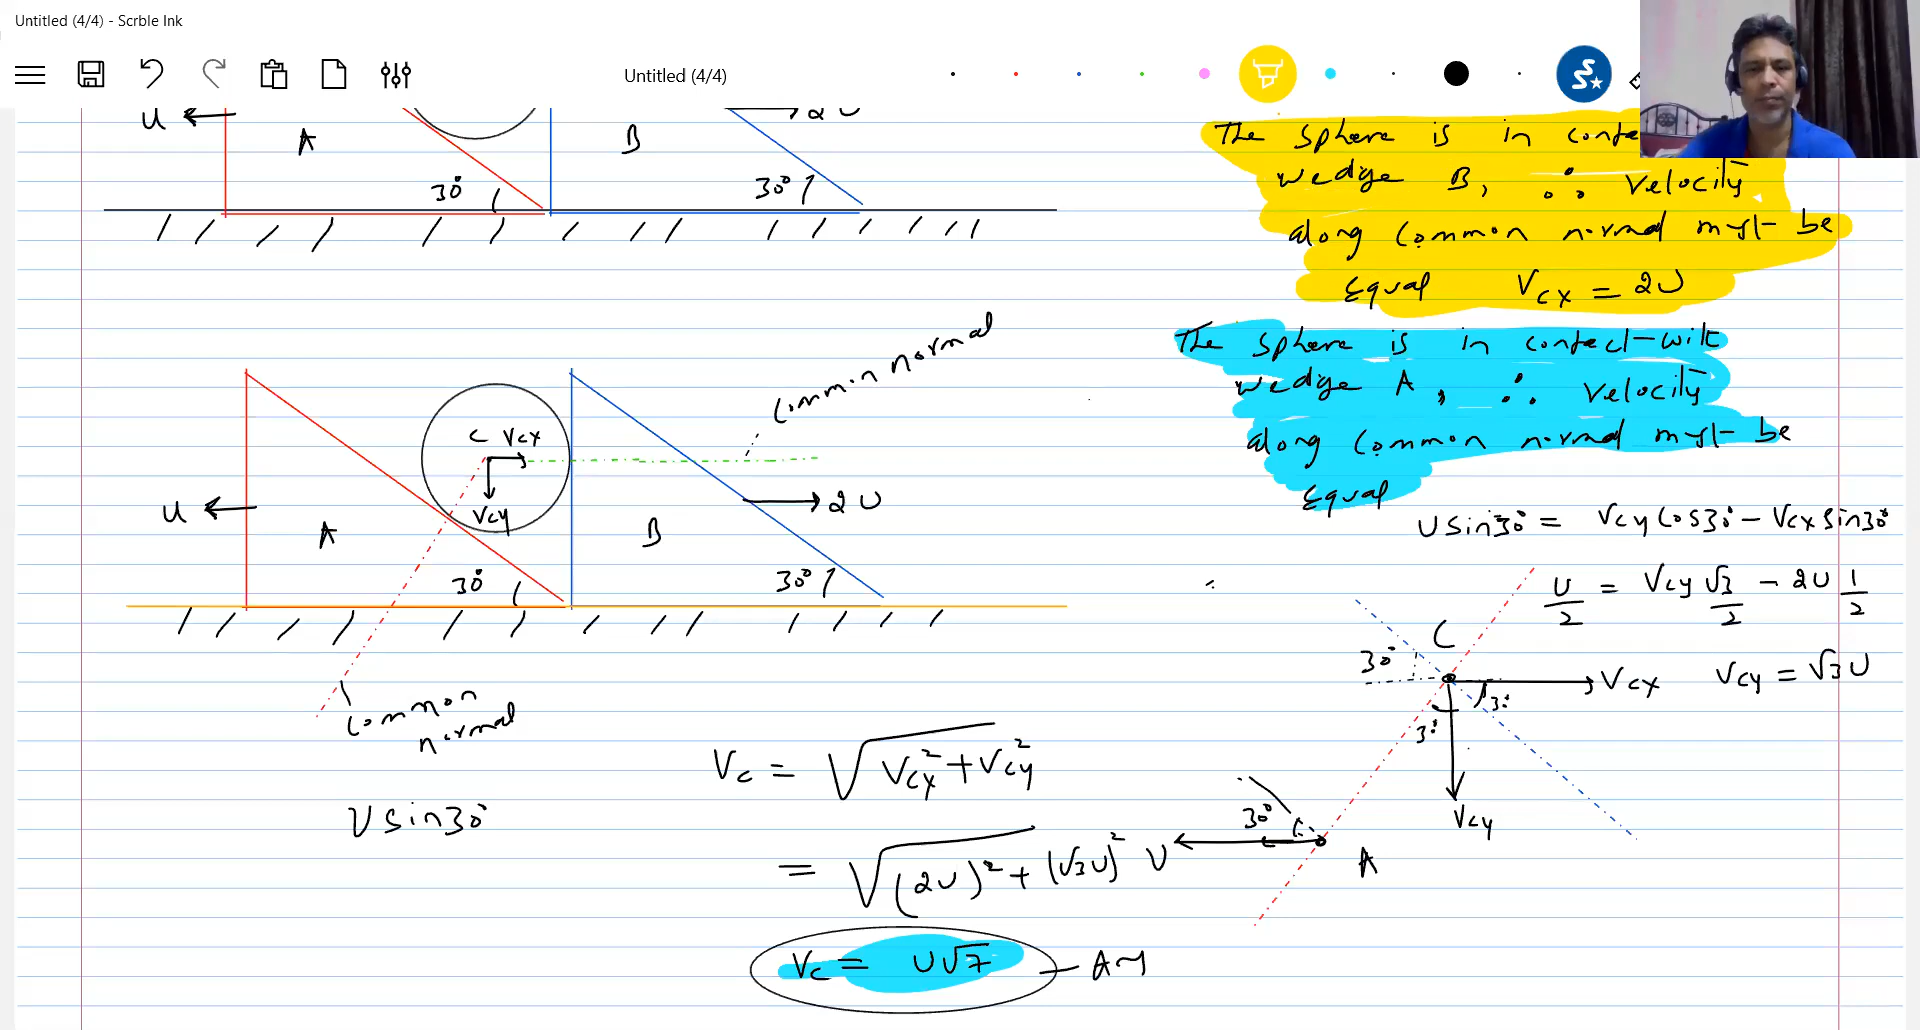 Untitled (4/4) - Scrble Ink
Untitled (4/4)
U
A
30°
B
30°
2U
The Sphere is in conta
wedge B, ∴ Velocity
along Common normal must be
Equal VCX = 2U
The Sphere is in contact with
wedge A, ∴ Velocity
along Common normal must be
Equal
Common normal
C VCX
VCY
U
A
30°
B
30°
2U
Common
normal
U sin30° = VCY Cos30° - VCX sin30°
U/2 = VCY √3/2 - 2U 1/2
VCY = √3 U
C
30°
VCX
3°
3°
VCY
30°
U
A
U sin30°
VC = √VCX² + VCY²
= √(2U)² + (√3U)²
VC = U√7 - Ans